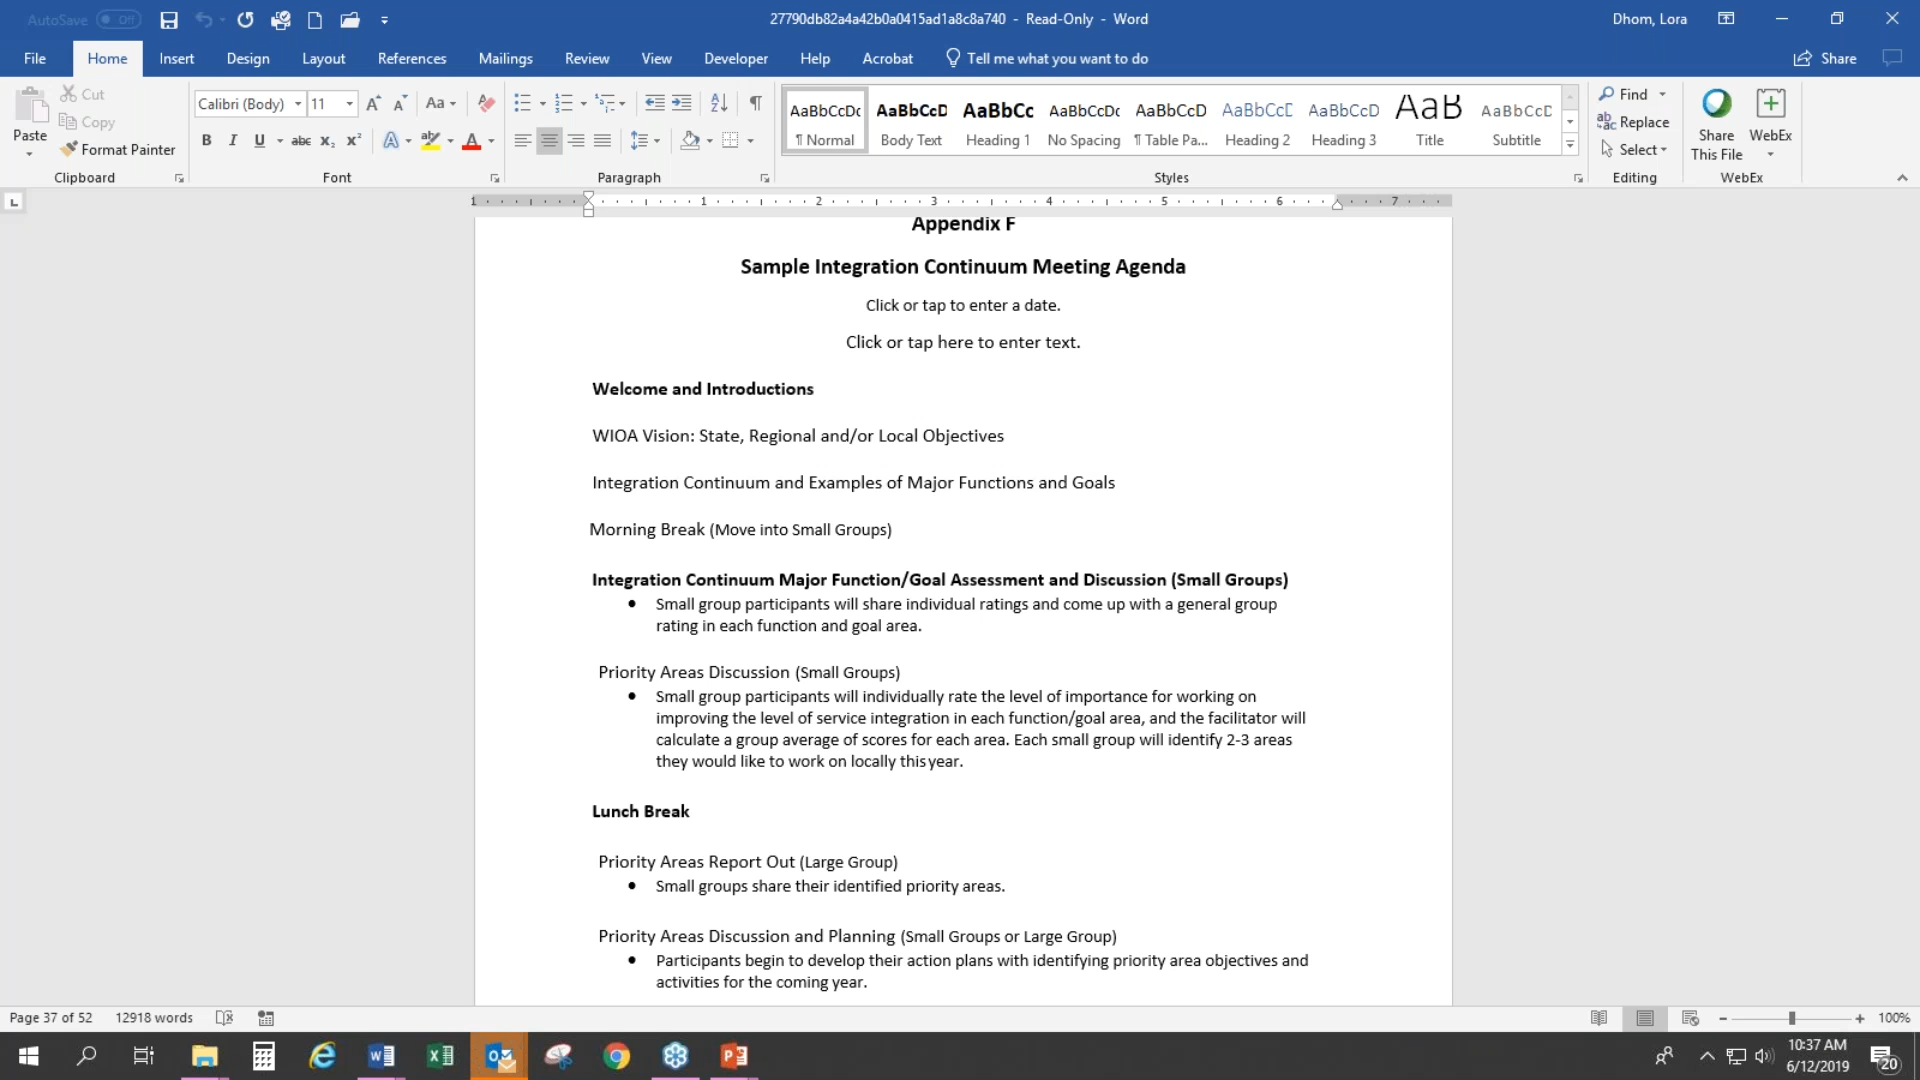 AutoSave Off
27790db82a4a42b0a0415ad1a8c8a740 - Read-Only - Word
Dhom, Lora
File Home Insert Design Layout References Mailings Review View Developer Help Acrobat Tell me what you want to do
Share
Paste
Cut
Copy
Format Painter
Clipboard
Calibri (Body) 11
Font
Paragraph
AaBbCcDc AaBbCcD AaBbCc AaBbCcDc AaBbCcD AaBbCcD AaBbCcD AaB AaBbCcD
¶ Normal Body Text Heading 1 No Spacing ¶ Table Pa... Heading 2 Heading 3 Title Subtitle
Styles
Find
Replace
Select
Editing
Share This File
WebEx
WebEx
1 1 2 3 4 5 6 7
Appendix F
Sample Integration Continuum Meeting Agenda
Click or tap to enter a date.
Click or tap here to enter text.
Welcome and Introductions
WIOA Vision: State, Regional and/or Local Objectives
Integration Continuum and Examples of Major Functions and Goals
Morning Break (Move into Small Groups)
Integration Continuum Major Function/Goal Assessment and Discussion (Small Groups)
• Small group participants will share individual ratings and come up with a general group
rating in each function and goal area.
Priority Areas Discussion (Small Groups)
• Small group participants will individually rate the level of importance for working on
improving the level of service integration in each function/goal area, and the facilitator will
calculate a group average of scores for each area. Each small group will identify 2-3 areas
they would like to work on locally this year.
Lunch Break
Priority Areas Report Out (Large Group)
• Small groups share their identified priority areas.
Priority Areas Discussion and Planning (Small Groups or Large Group)
• Participants begin to develop their action plans with identifying priority area objectives and
activities for the coming year.
Page 37 of 52 12918 words
100%
10:37 AM
6/12/2019
20